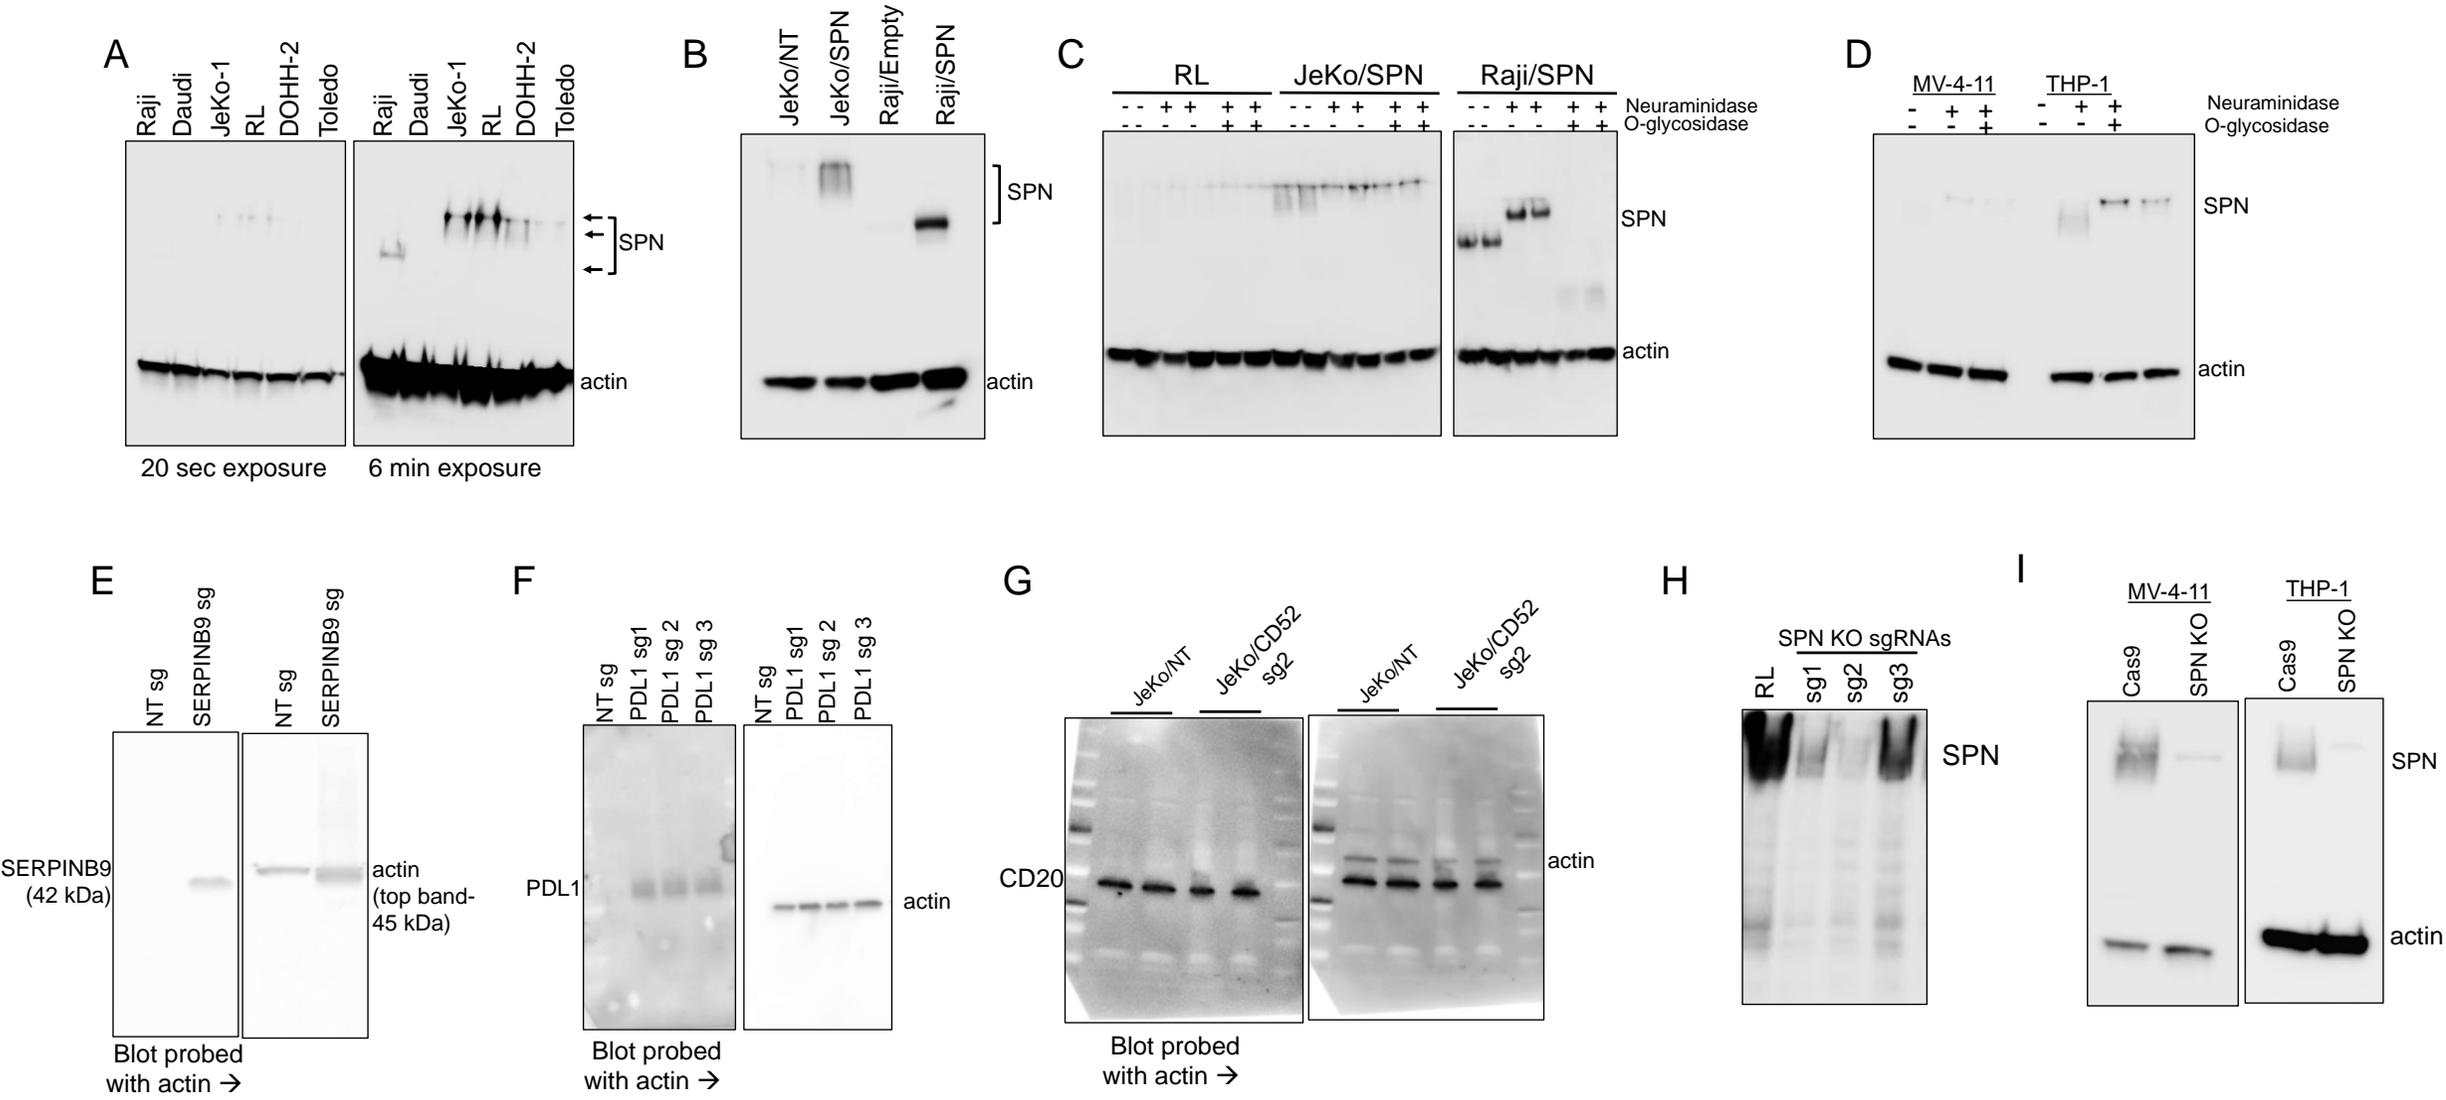 A
Raji
Daudi
JeKo-1
RL
DOHH-2
Toledo
Raji
Daudi
JeKo-1
RL
DOHH-2
Toledo
SPN
actin
20 sec exposure
6 min exposure
B
JeKo/NT
JeKo/SPN
Raji/Empty
Raji/SPN
SPN
actin
C
RL
JeKo/SPN
Raji/SPN
- - + + + + - - + + + + - - + + + + Neuraminidase
- - - - + + - - - - + + - - - - + + O-glycosidase
SPN
actin
D
MV-4-11
THP-1
- + + - + + Neuraminidase
- - + - - + O-glycosidase
SPN
actin
E
NT sg
SERPINB9 sg
NT sg
SERPINB9 sg
SERPINB9
(42 kDa)
actin
(top band-
45 kDa)
Blot probed
with actin →
F
NT sg
PDL1 sg1
PDL1 sg 2
PDL1 sg 3
NT sg
PDL1 sg1
PDL1 sg 2
PDL1 sg 3
PDL1
actin
Blot probed
with actin →
G
JeKo/NT
JeKo/CD52
sg2
JeKo/NT
JeKo/CD52
sg2
CD20
actin
Blot probed
with actin →
H
SPN KO sgRNAs
RL
sg1
sg2
sg3
SPN
I
MV-4-11
THP-1
Cas9
SPN KO
Cas9
SPN KO
SPN
actin